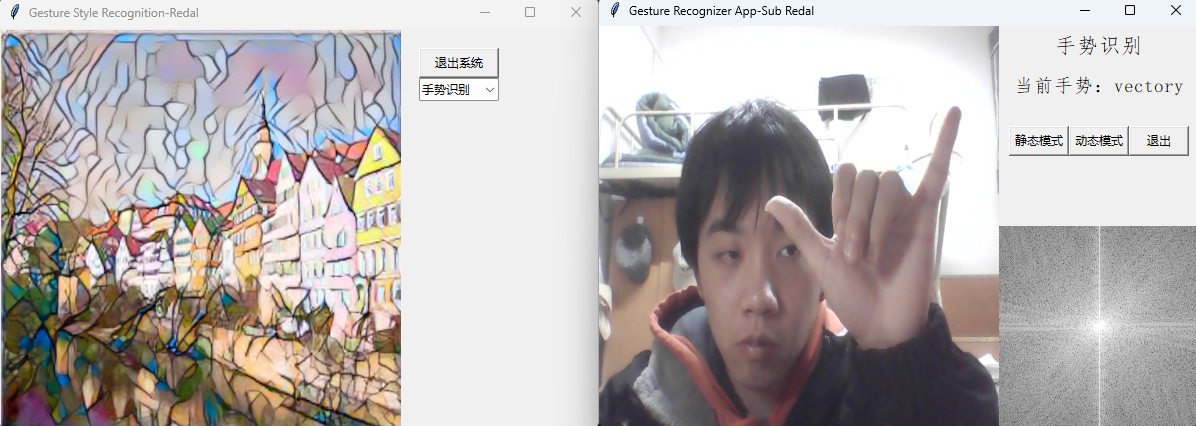 Gesture Style Recognition-Redal
退出系统
手势识别
Gesture Recognizer App-Sub Redal
手势识别
当前手势：vectory
静态模式
动态模式
退出